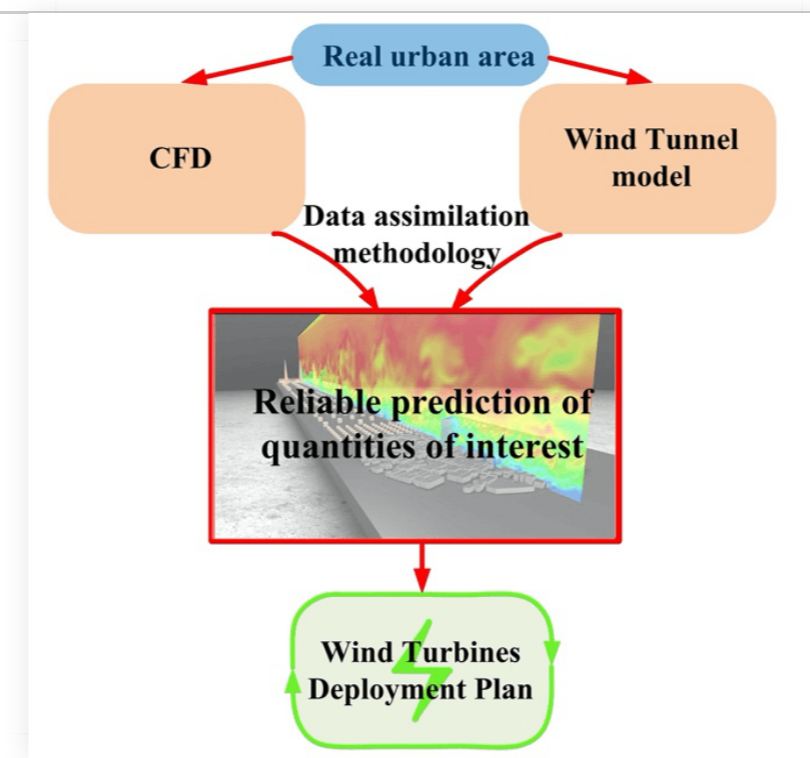 Real urban area
CFD
Wind Tunnel
model
Data assimilation
methodology
Reliable prediction of
quantities of interest
Wind Turbines
Deployment Plan